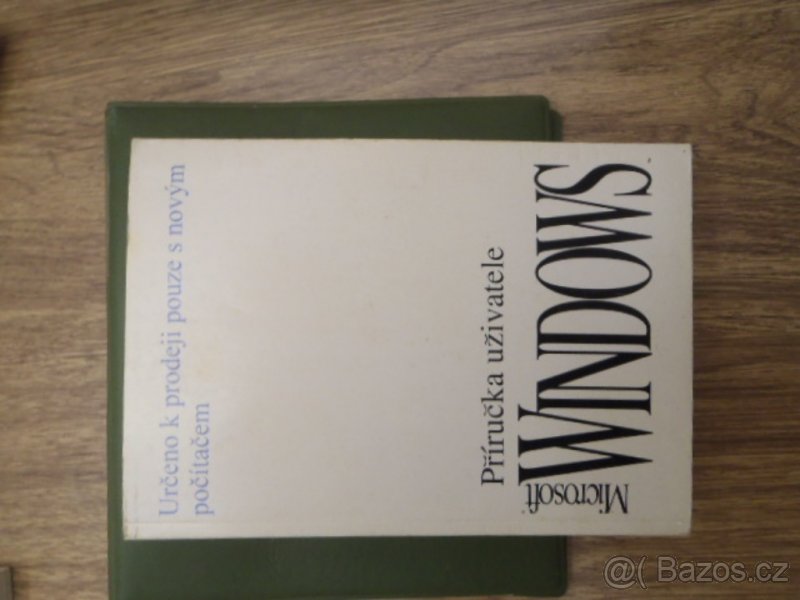 Určeno k prodeji pouze s novým
počítačem
Příručka uživatele
Microsoft
WINDOWS
@( Bazos.cz